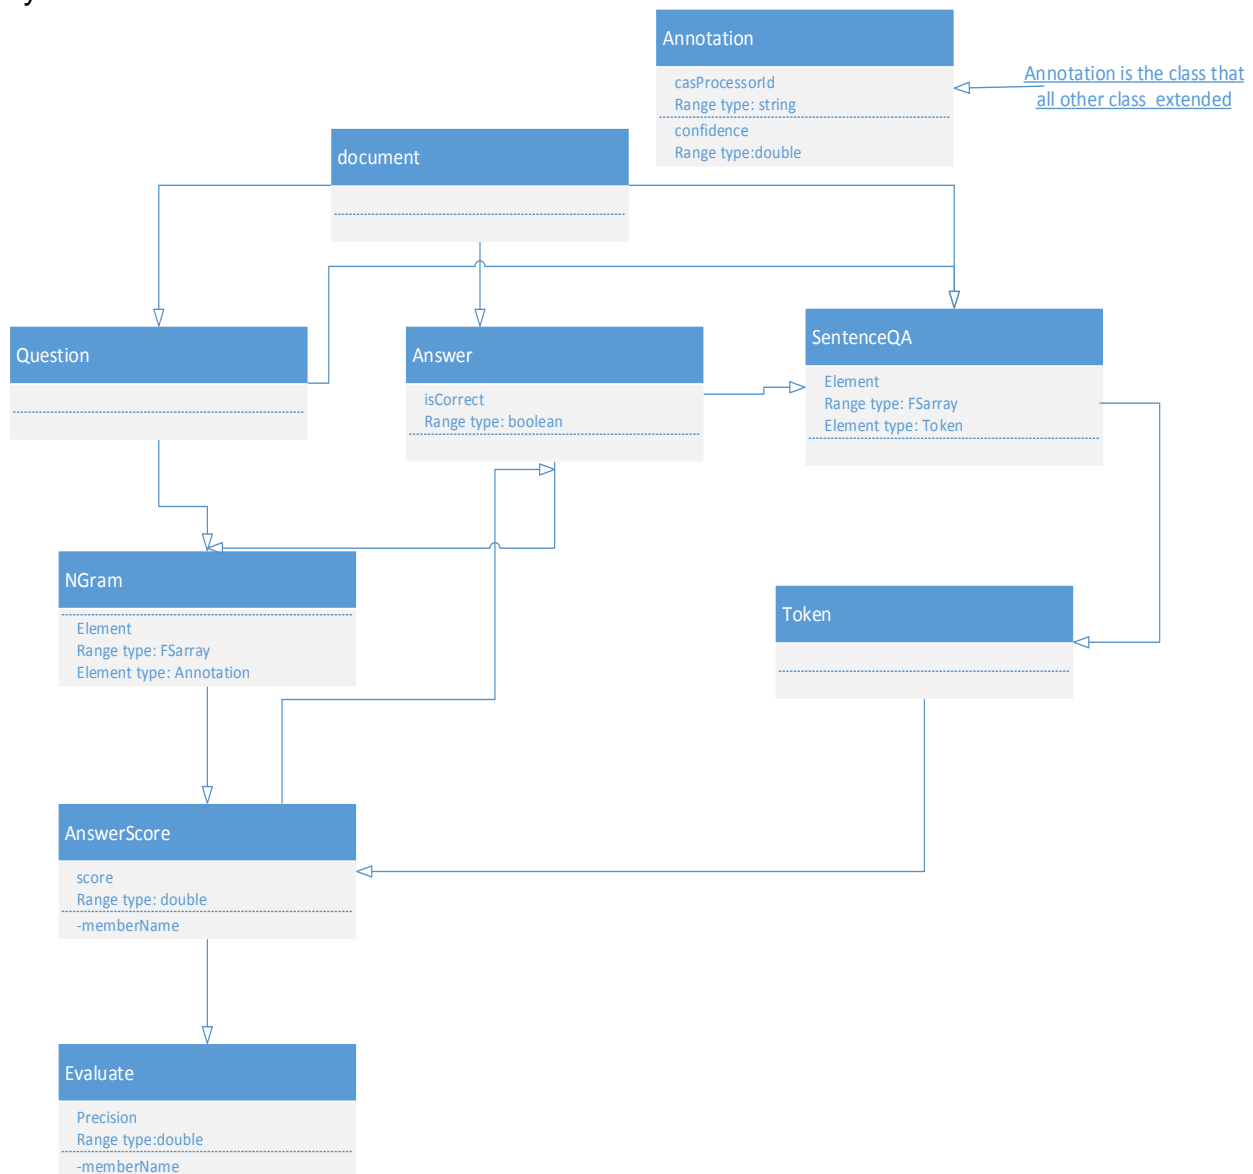 Annotation
casProcessorId
Range type: string
confidence
Range type:double
Annotation is the class that
all other class extended
document
Question
Answer
isCorrect
Range type: boolean
SentenceQA
Element
Range type: FSarray
Element type: Token
NGram
Element
Range type: FSarray
Element type: Annotation
Token
AnswerScore
score
Range type: double
-memberName
Evaluate
Precision
Range type:double
-memberName